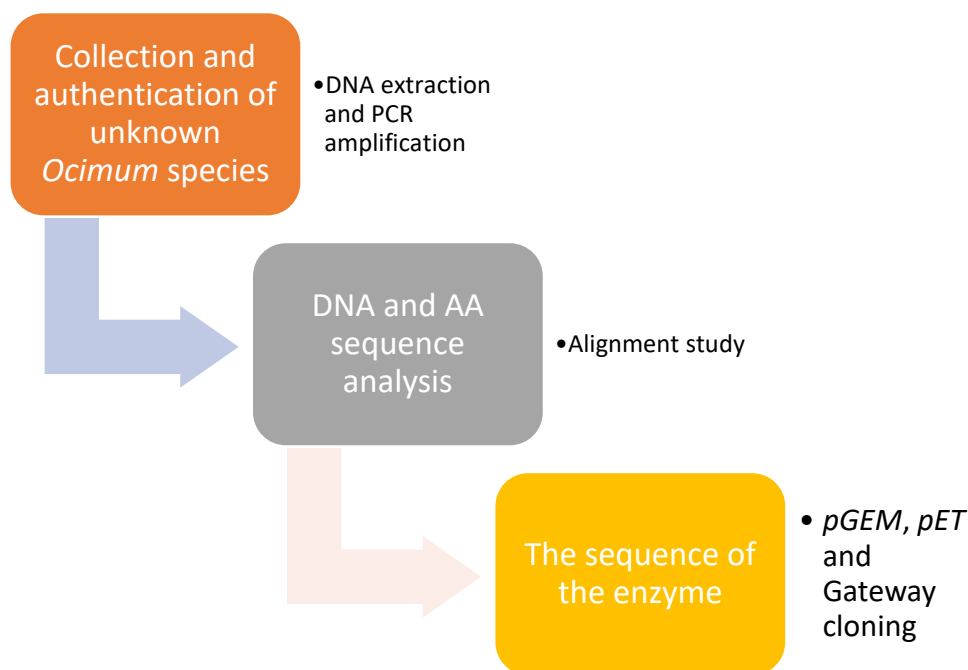 Collection and
authentication of
unknown
Ocimum species
•DNA extraction
and PCR
amplification
DNA and AA
sequence
analysis
•Alignment study
The sequence of
the enzyme
• pGEM, pET
and
Gateway
cloning